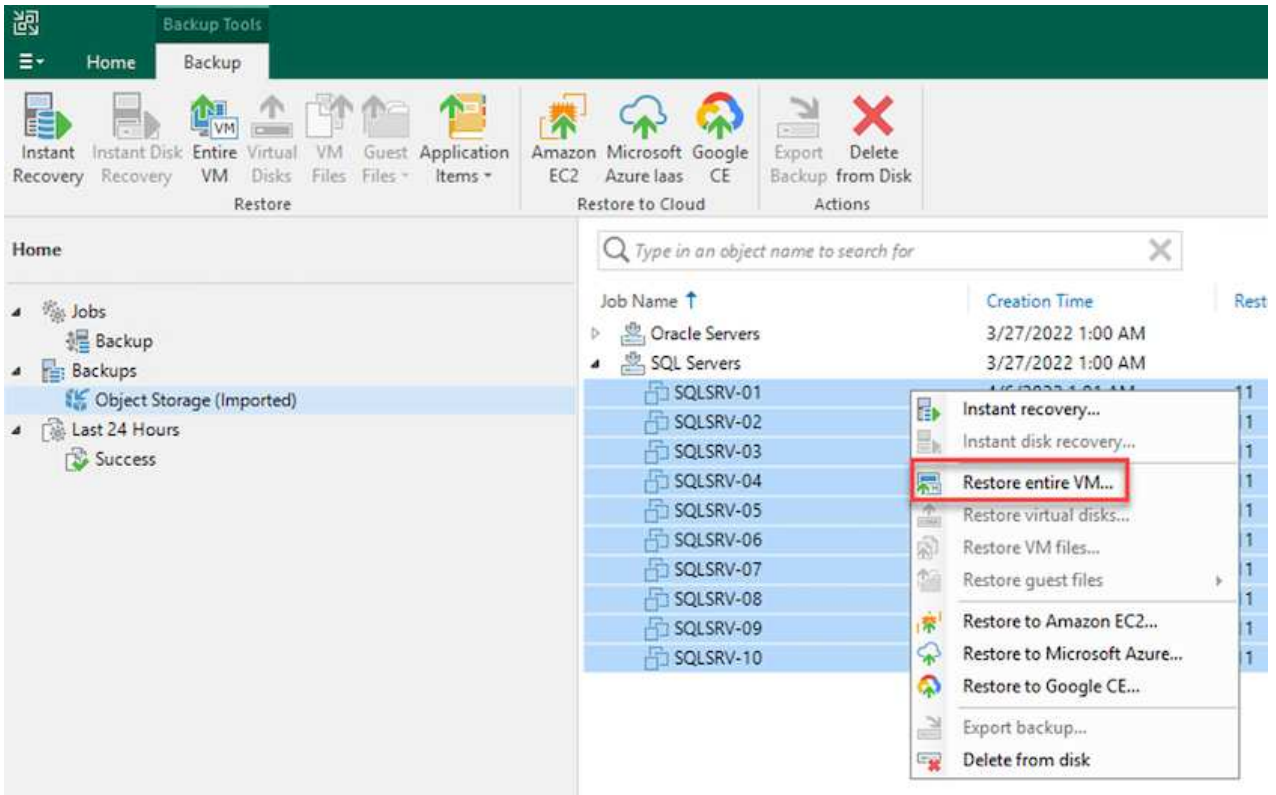 Backup Tools
Home Backup
Instant Recovery
Instant Disk Recovery
Entire VM
Virtual Disks
VM Files
Guest Files
Application Items
Amazon EC2
Microsoft Azure Iaas
Google CE
Export Backup
Delete from Disk
Restore
Restore to Cloud
Actions
Home
Type in an object name to search for
Jobs
Backup
Backups
Object Storage (Imported)
Last 24 Hours
Success
Job Name Creation Time Rest
Oracle Servers 3/27/2022 1:00 AM
SQL Servers 3/27/2022 1:00 AM
SQLSRV-01 11
SQLSRV-02
SQLSRV-03
SQLSRV-04
SQLSRV-05
SQLSRV-06
SQLSRV-07
SQLSRV-08
SQLSRV-09
SQLSRV-10
Instant recovery...
Instant disk recovery...
Restore entire VM...
Restore virtual disks...
Restore VM files...
Restore guest files
Restore to Amazon EC2...
Restore to Microsoft Azure...
Restore to Google CE...
Export backup...
Delete from disk